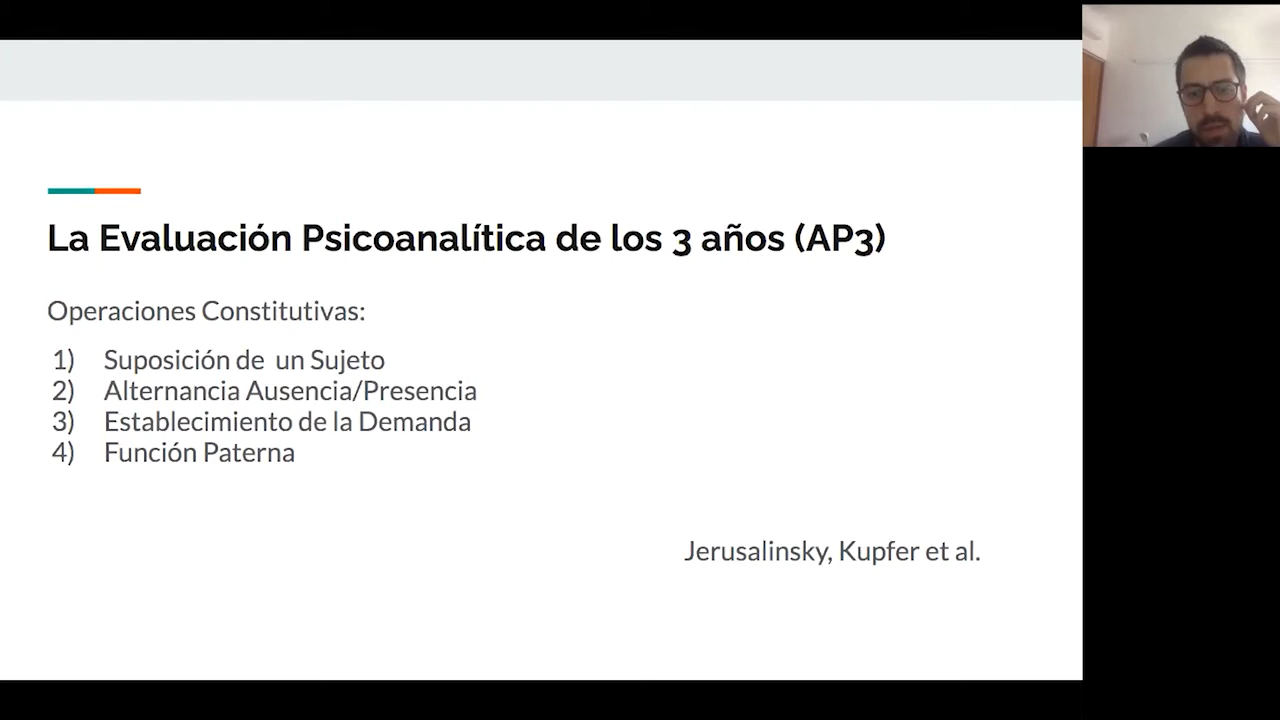 La Evaluación Psicoanalítica de los 3 años (AP3)
Operaciones Constitutivas:
1) Suposición de un Sujeto
2) Alternancia Ausencia/Presencia
3) Establecimiento de la Demanda
4) Función Paterna
Jerusalinsky, Kupfer et al.